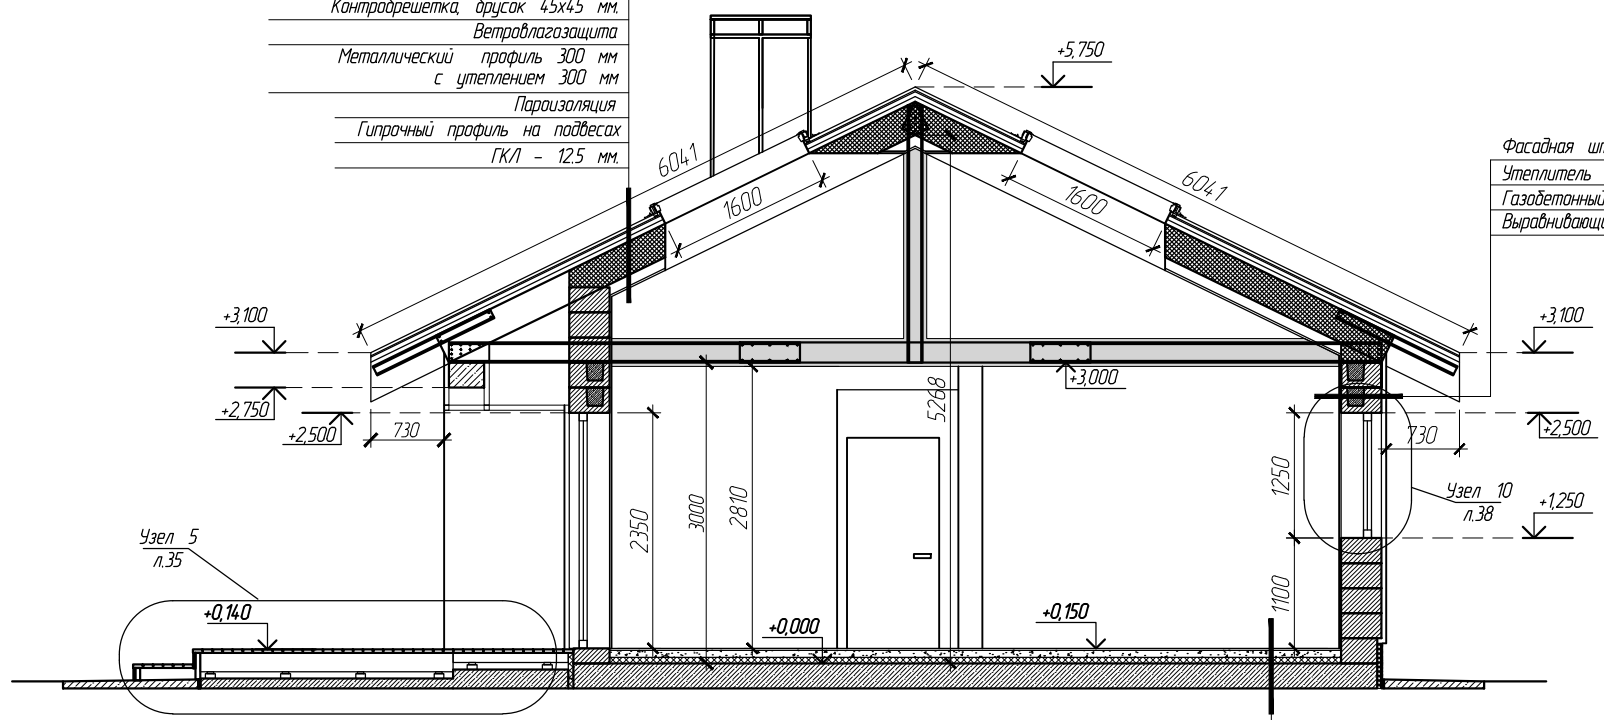 Контробрешетка, брусок 45х45 мм.
Ветровлагозащита
Металлический профиль 300 мм
с утеплением 300 мм
Пароизоляция
Гипрочный профиль на подвесах
ГКЛ - 12.5 мм.
+5,750
6041
6041
1600
1600
Фасадная шт
Утеплитель
Газобетонный
Выравнивающ
+3,100
+3,100
+2,750
+2,500
730
+3,000
5268
+2,500
730
2350
3000
2810
1250
Узел 10
л.38
+1,250
Узел 5
л.35
1100
+0,140
+0,000
+0,150